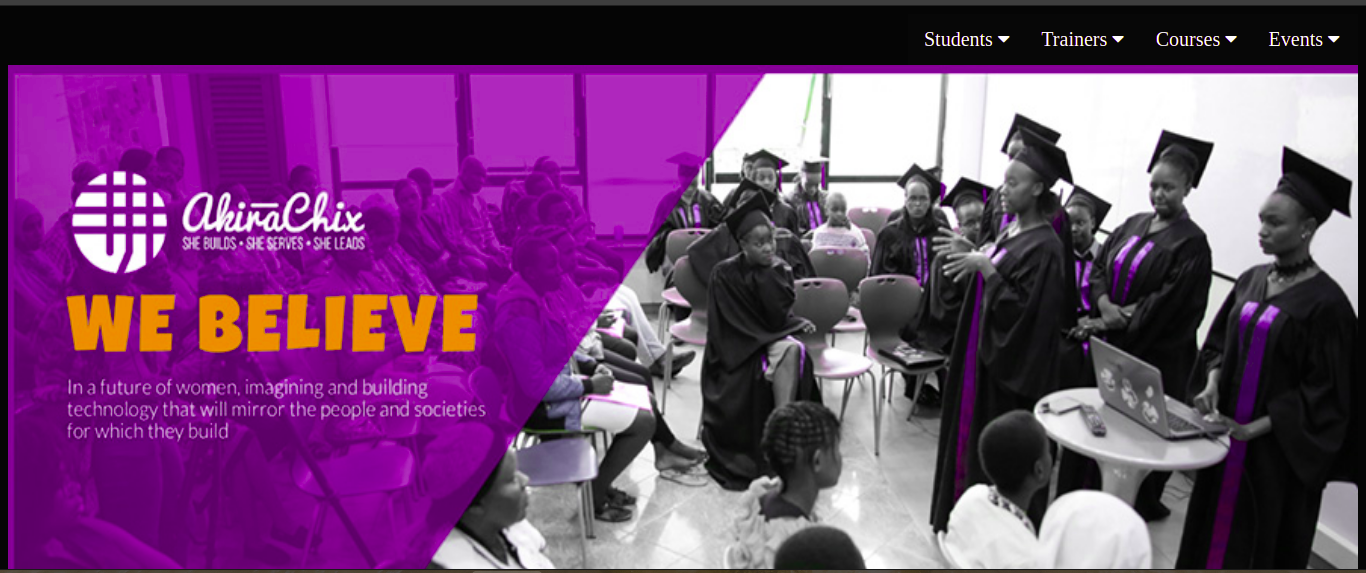 Students Trainers Courses Events
AkiraChix
SHE BUILDS • SHE SERVES • SHE LEADS
WE BELIEVE
In a future of women, imagining and building
technology that will mirror the people and societies
for which they build